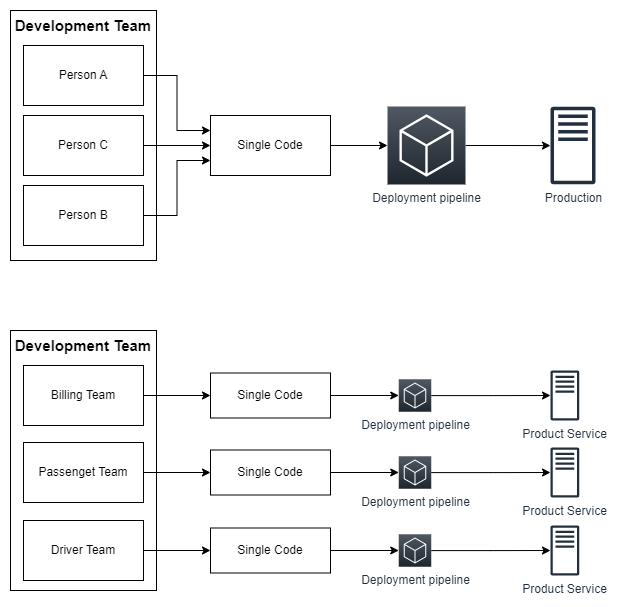 Development Team
Person A
Person C
Single Code
Person B
Deployment pipeline
Production
Development Team
Billing Team
Single Code
Deployment pipeline
Product Service
Passenget Team
Single Code
Deployment pipeline
Product Service
Driver Team
Single Code
Deployment pipeline
Product Service